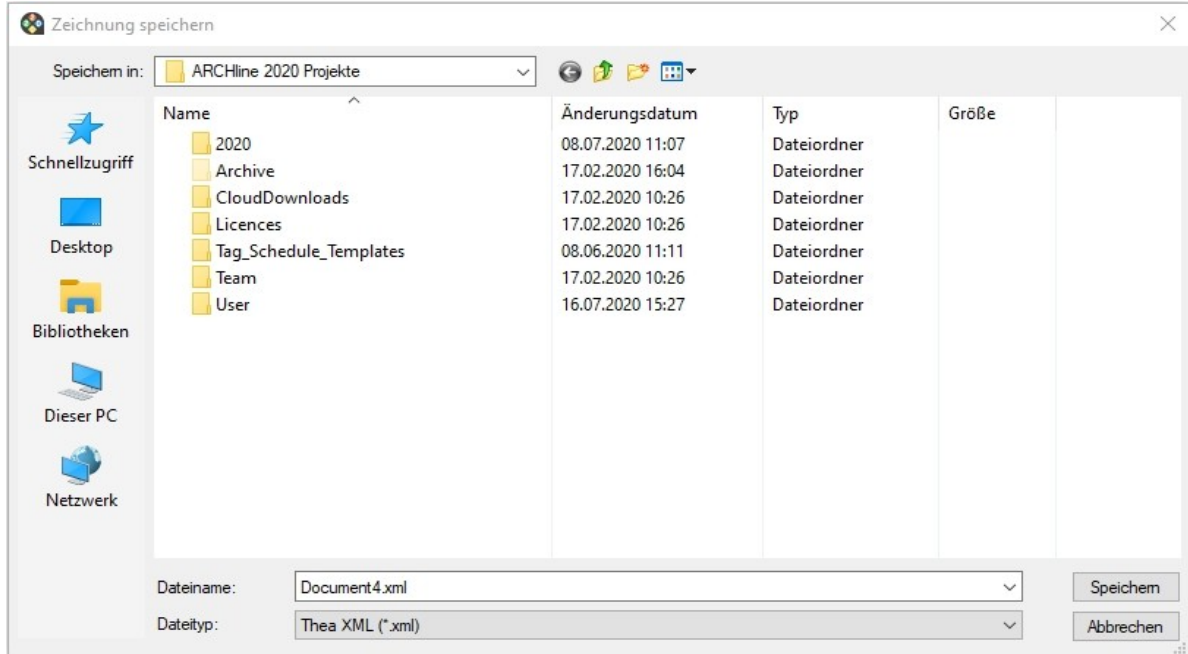 Zeichnung speichern
Speichern in: ARCHline 2020 Projekte
Name Änderungsdatum Typ Größe
2020 08.07.2020 11:07 Dateiordner
Archive 17.02.2020 16:04 Dateiordner
CloudDownloads 17.02.2020 10:26 Dateiordner
Licences 17.02.2020 10:26 Dateiordner
Tag_Schedule_Templates 08.06.2020 11:11 Dateiordner
Team 17.02.2020 10:26 Dateiordner
User 16.07.2020 15:27 Dateiordner
Schnellzugriff
Desktop
Bibliotheken
Dieser PC
Netzwerk
Dateiname: Document4.xml Speichern
Dateityp: Thea XML (*.xml) Abbrechen